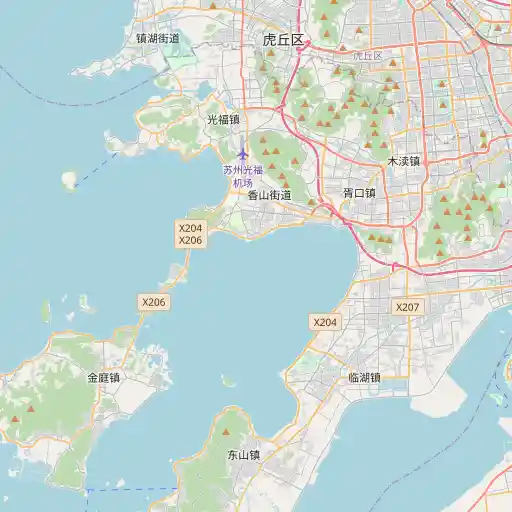 镇湖街道
虎丘区
虎丘区
光福镇
木渎镇
苏州光福
机场
香山街道
胥口镇
X204
X206
X206
X207
X204
金庭镇
临湖镇
东山镇